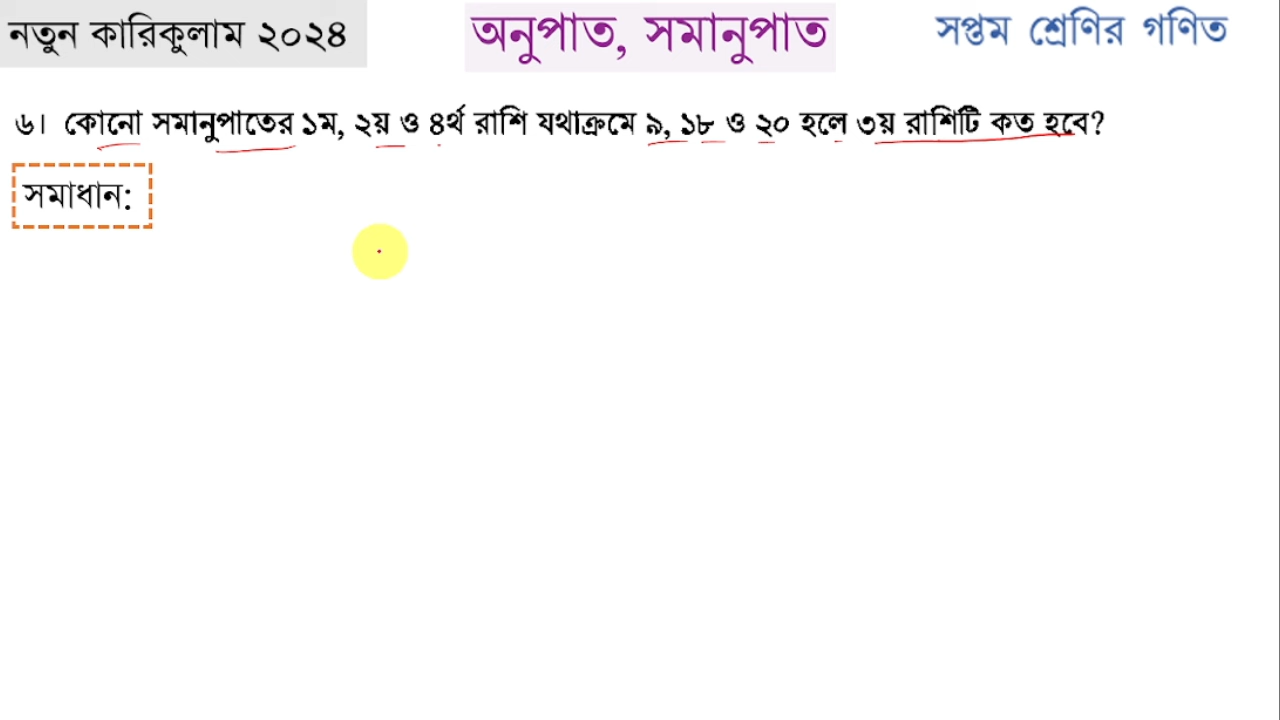 নতুন কারিকুলাম ২০২৪
অনুপাত, সমানুপাত
সপ্তম শ্রেণির গণিত
৬। কোনো সমানুপাতের ১ম, ২য় ও ৪র্থ রাশি যথাক্রমে ৯, ১৮ ও ২০ হলে ৩য় রাশিটি কত হবে?
সমাধান: